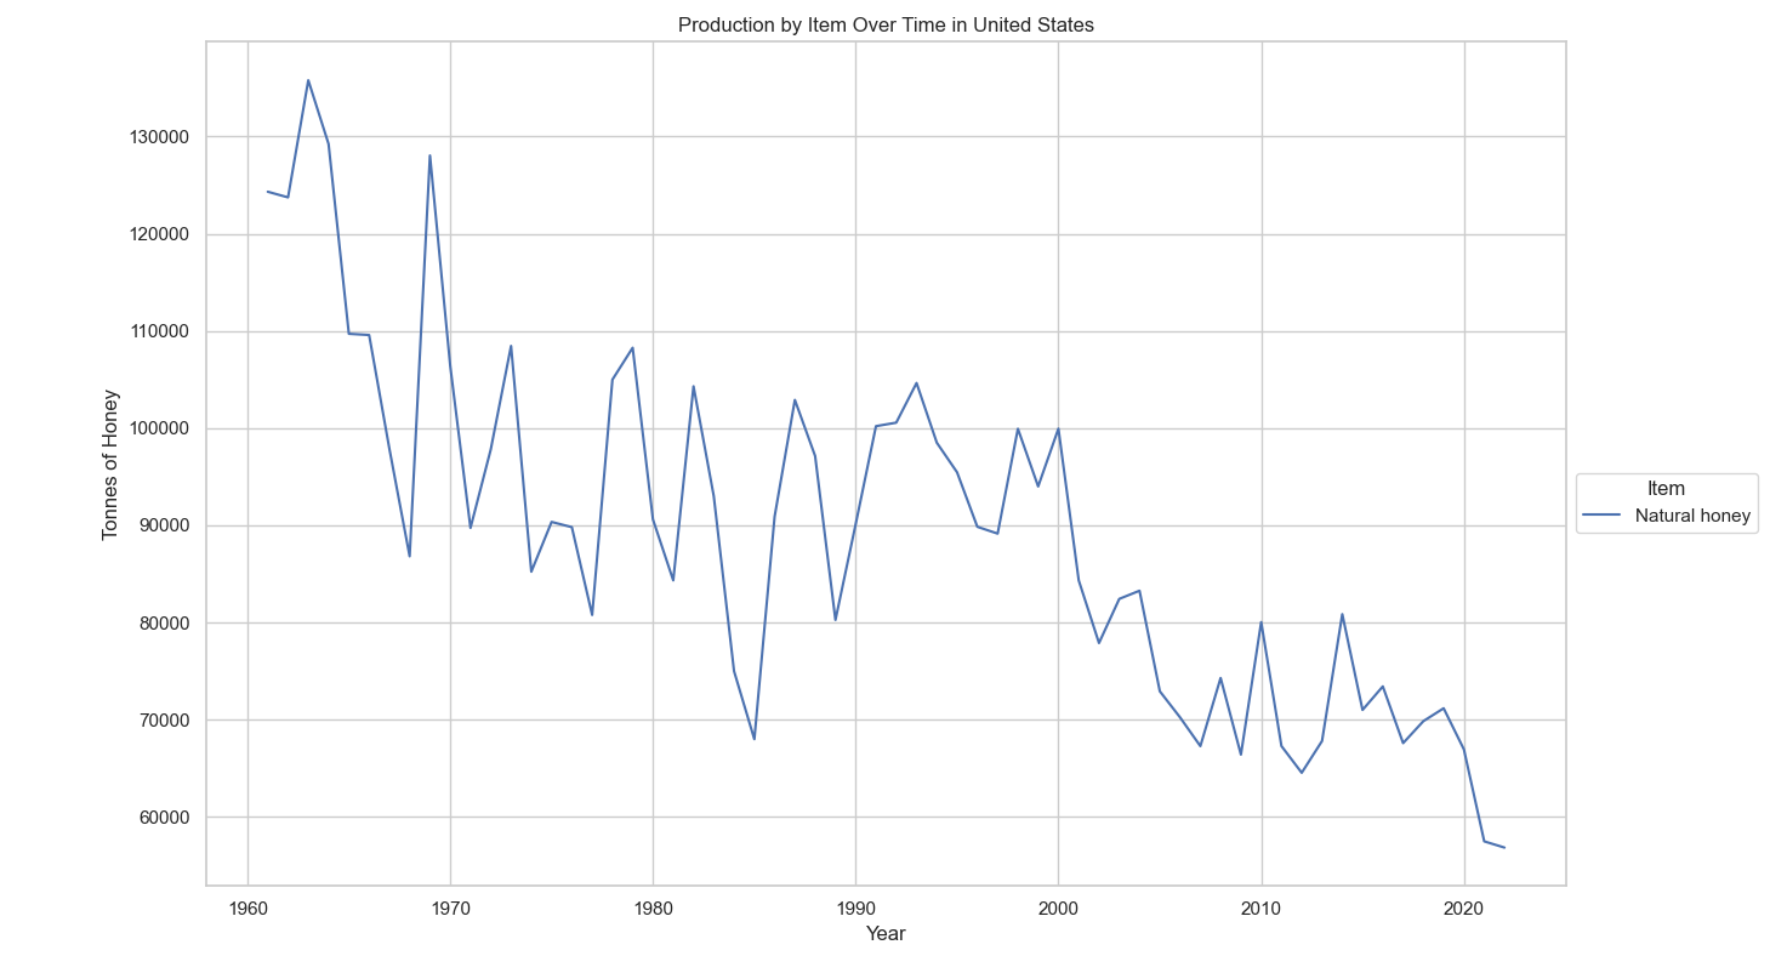 Production by Item Over Time in United States
130000
120000
110000
100000
90000
80000
70000
60000
Tonnes of Honey
1960 1970 1980 1990 2000 2010 2020
Year
Item
Natural honey